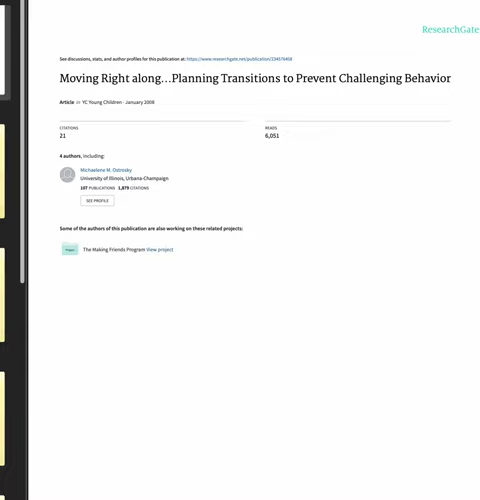 ResearchGate
See discussions, stats, and author profiles for this publication at: https://www.researchgate.net/publication/234576468
Moving Right along…Planning Transitions to Prevent Challenging Behavior
Article in YC Young Children · January 2008
CITATIONS
21
READS
6,051
4 authors, including:
Michaelene M. Ostrosky
University of Illinois, Urbana-Champaign
107 PUBLICATIONS 1,879 CITATIONS
SEE PROFILE
Some of the authors of this publication are also working on these related projects:
The Making Friends Program View project